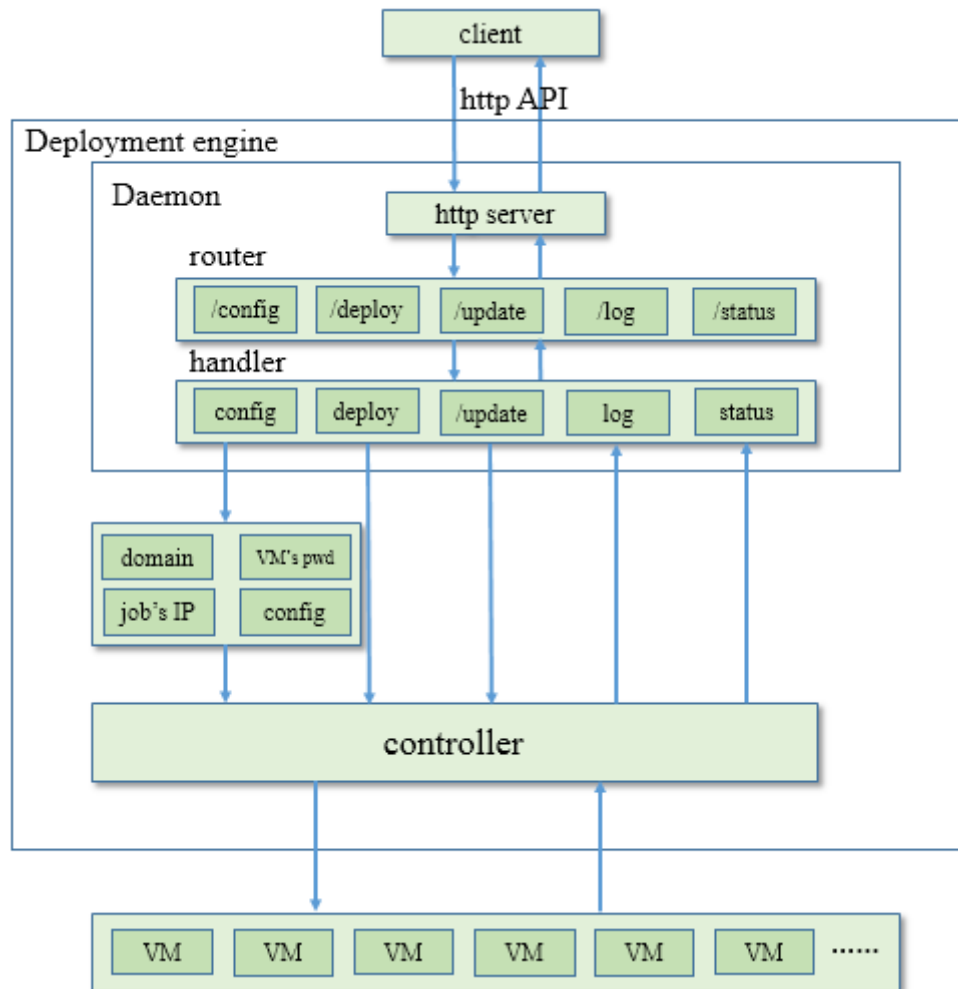 client
http API
Deployment engine
Daemon
http server
router
/config /deploy /update /log /status
handler
config deploy /update log status
domain VM's pwd
job's IP config
controller
VM VM VM VM VM VM ......